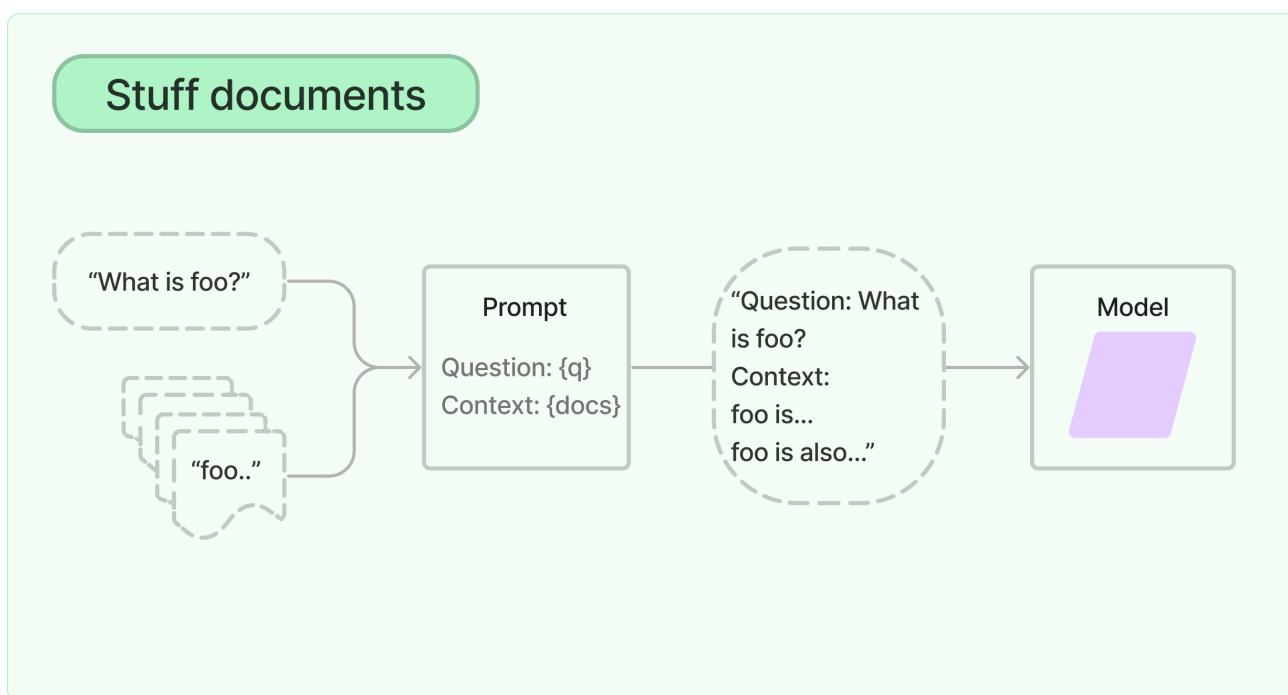 Stuff documents
“What is foo?”
“foo..”
Prompt
Question: {q}
Context: {docs}
“Question: What
is foo?
Context:
foo is...
foo is also...”
Model